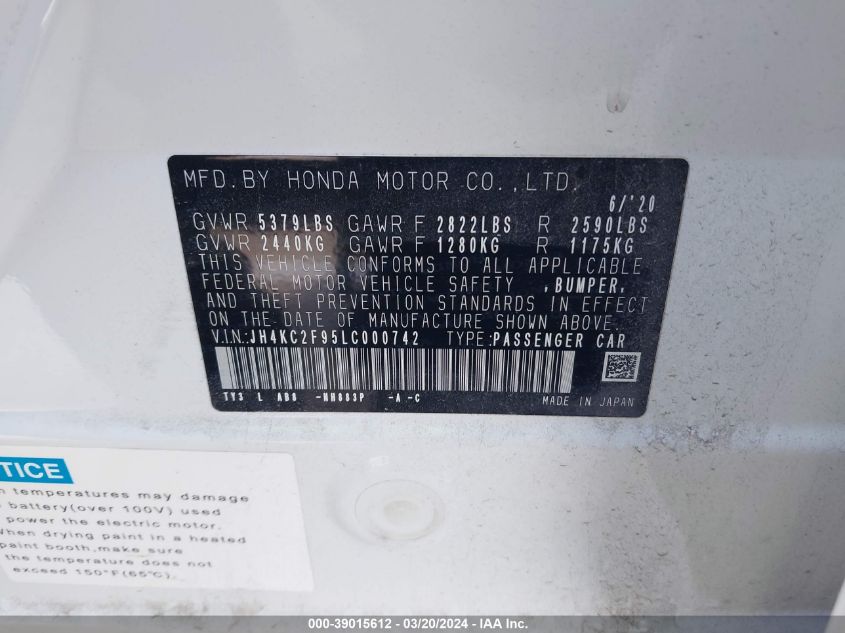 MFD.BY HONDA MOTOR CO.,LTD.
6/'20
GVWR 5379LBS GAWR F 2822LBS R 2590LBS
GVWR 2440KG GAWR F 1280KG R 1175KG
THIS VEHICLE CONFORMS TO ALL APPLICABLE
FEDERAL MOTOR VEHICLE SAFETY ,BUMPER,
AND THEFT PREVENTION STANDARDS IN EFFECT
ON THE DATE OF MANUFACTURE SHOWN ABOVE.
V.I.N:JH4KC2F95LC000742 TYPE:PASSENGER CAR
TY3 L AB9 -NH883P -A -C
MADE IN JAPAN
temperatures may damage
battery(over 100V) used
power the electric motor.
When drying paint in a heated
paint booth,make sure
the temperature does not
exceed 150°F(65°C).
000-39015612 - 03/20/2024 - IAA Inc.